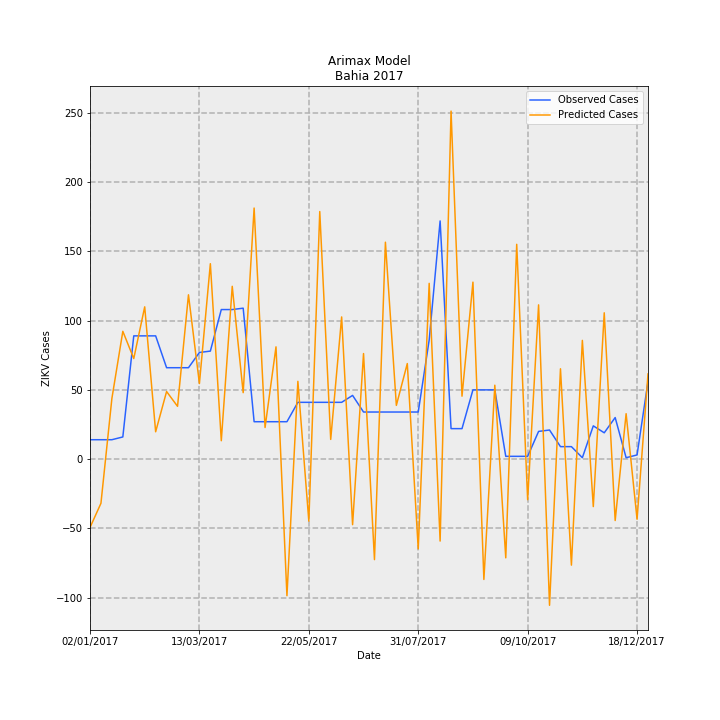 Arimax Model
Bahia 2017
Observed Cases
Predicted Cases
250
200
150
100
50
0
−50
−100
ZIKV Cases
02/01/2017 13/03/2017 22/05/2017 31/07/2017 09/10/2017 18/12/2017
Date